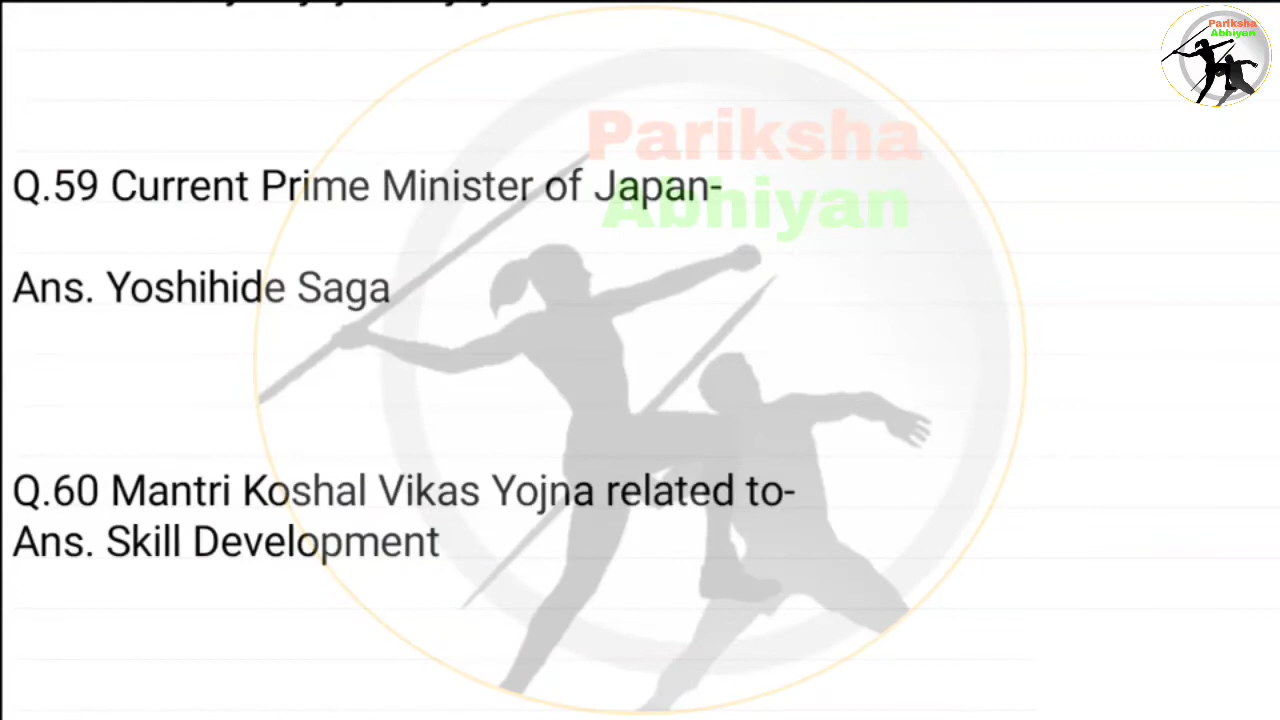 Pariksha
Abhiyan
Pariksha
Abhiyan
Q.59 Current Prime Minister of Japan-
Ans. Yoshihide Saga
Q.60 Mantri Koshal Vikas Yojna related to-
Ans. Skill Development